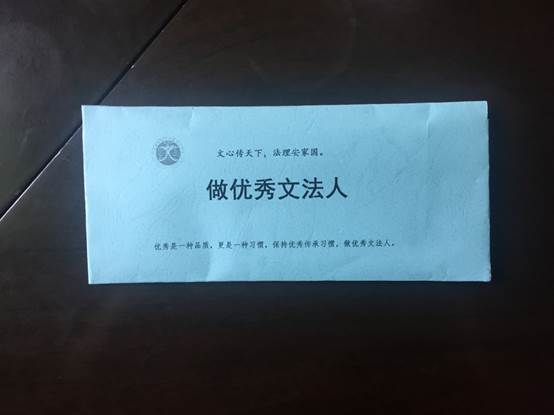 文心传天下，法理安家国。
做优秀文法人
优秀是一种品质，更是一种习惯，保持优秀传承习惯，做优秀文法人。